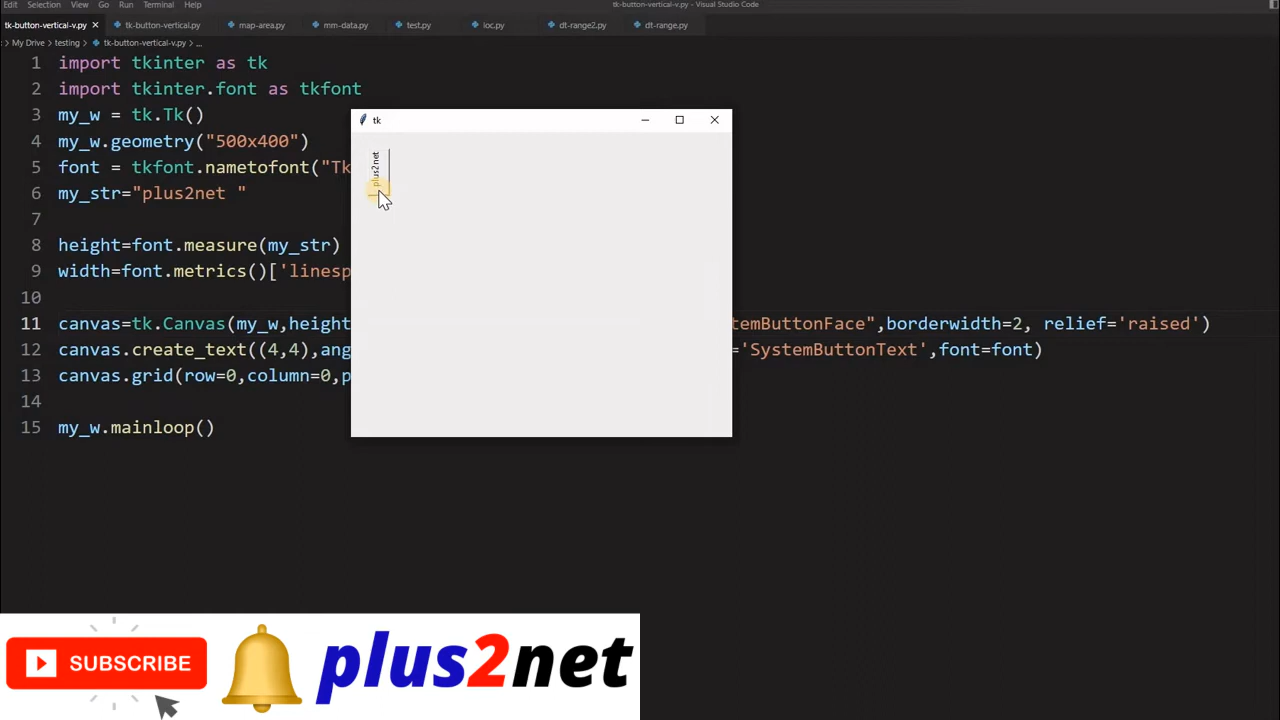 Edit Selection View Go Run Terminal Help tk-button-vertical-v.py - Visual Studio Code
tk-button-vertical-v.py tk-button-vertical.py map-area.py mm-data.py test.py loc.py dt-range2.py dt-range.py
My Drive > testing > tk-button-vertical-v.py > ...
1 import tkinter as tk
2 import tkinter.font as tkfont
3 my_w = tk.Tk()
4 my_w.geometry("500x400")
5 font = tkfont.nametofont("Tk
6 my_str="plus2net "
7
8 height=font.measure(my_str)
9 width=font.metrics()['linesp
10
11 canvas=tk.Canvas(my_w,height temButtonFace",borderwidth=2, relief='raised')
12 canvas.create_text((4,4),ang ='SystemButtonText',font=font)
13 canvas.grid(row=0,column=0,p
14
15 my_w.mainloop()
tk
plus2net
SUBSCRIBE
plus2net